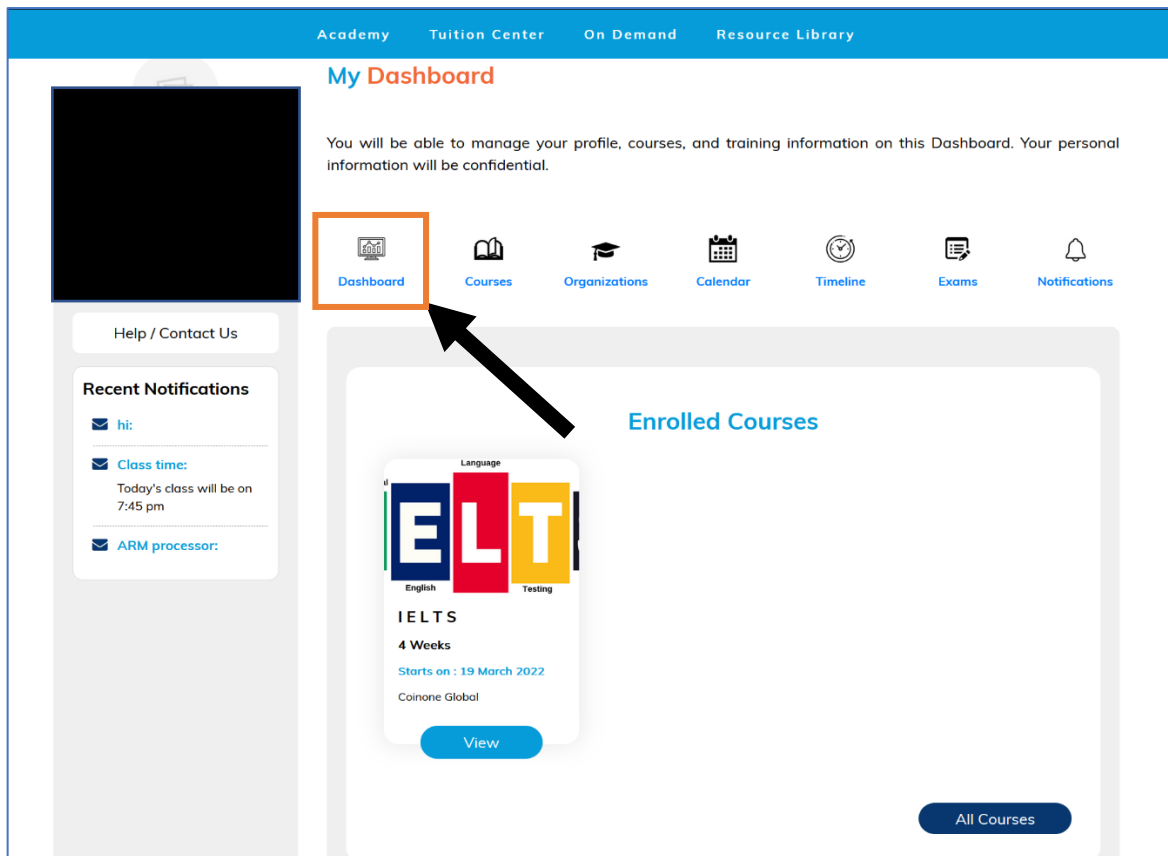 Academy Tuition Center On Demand Resource Library
My Dashboard
You will be able to manage your profile, courses, and training information on this Dashboard. Your personal
information will be confidential.
Dashboard Courses Organizations Calendar Timeline Exams Notifications
Help / Contact Us
Recent Notifications
hi:
Class time:
Today's class will be on
7:45 pm
ARM processor:
Enrolled Courses
Language
E L T
English Testing
I E L T S
4 Weeks
Starts on : 19 March 2022
Coinone Global
View
All Courses